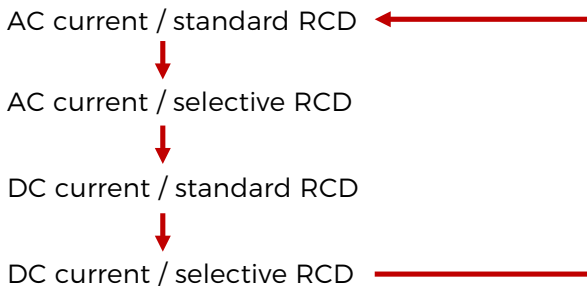 AC current / standard RCD
AC current / selective RCD
DC current / standard RCD
DC current / selective RCD